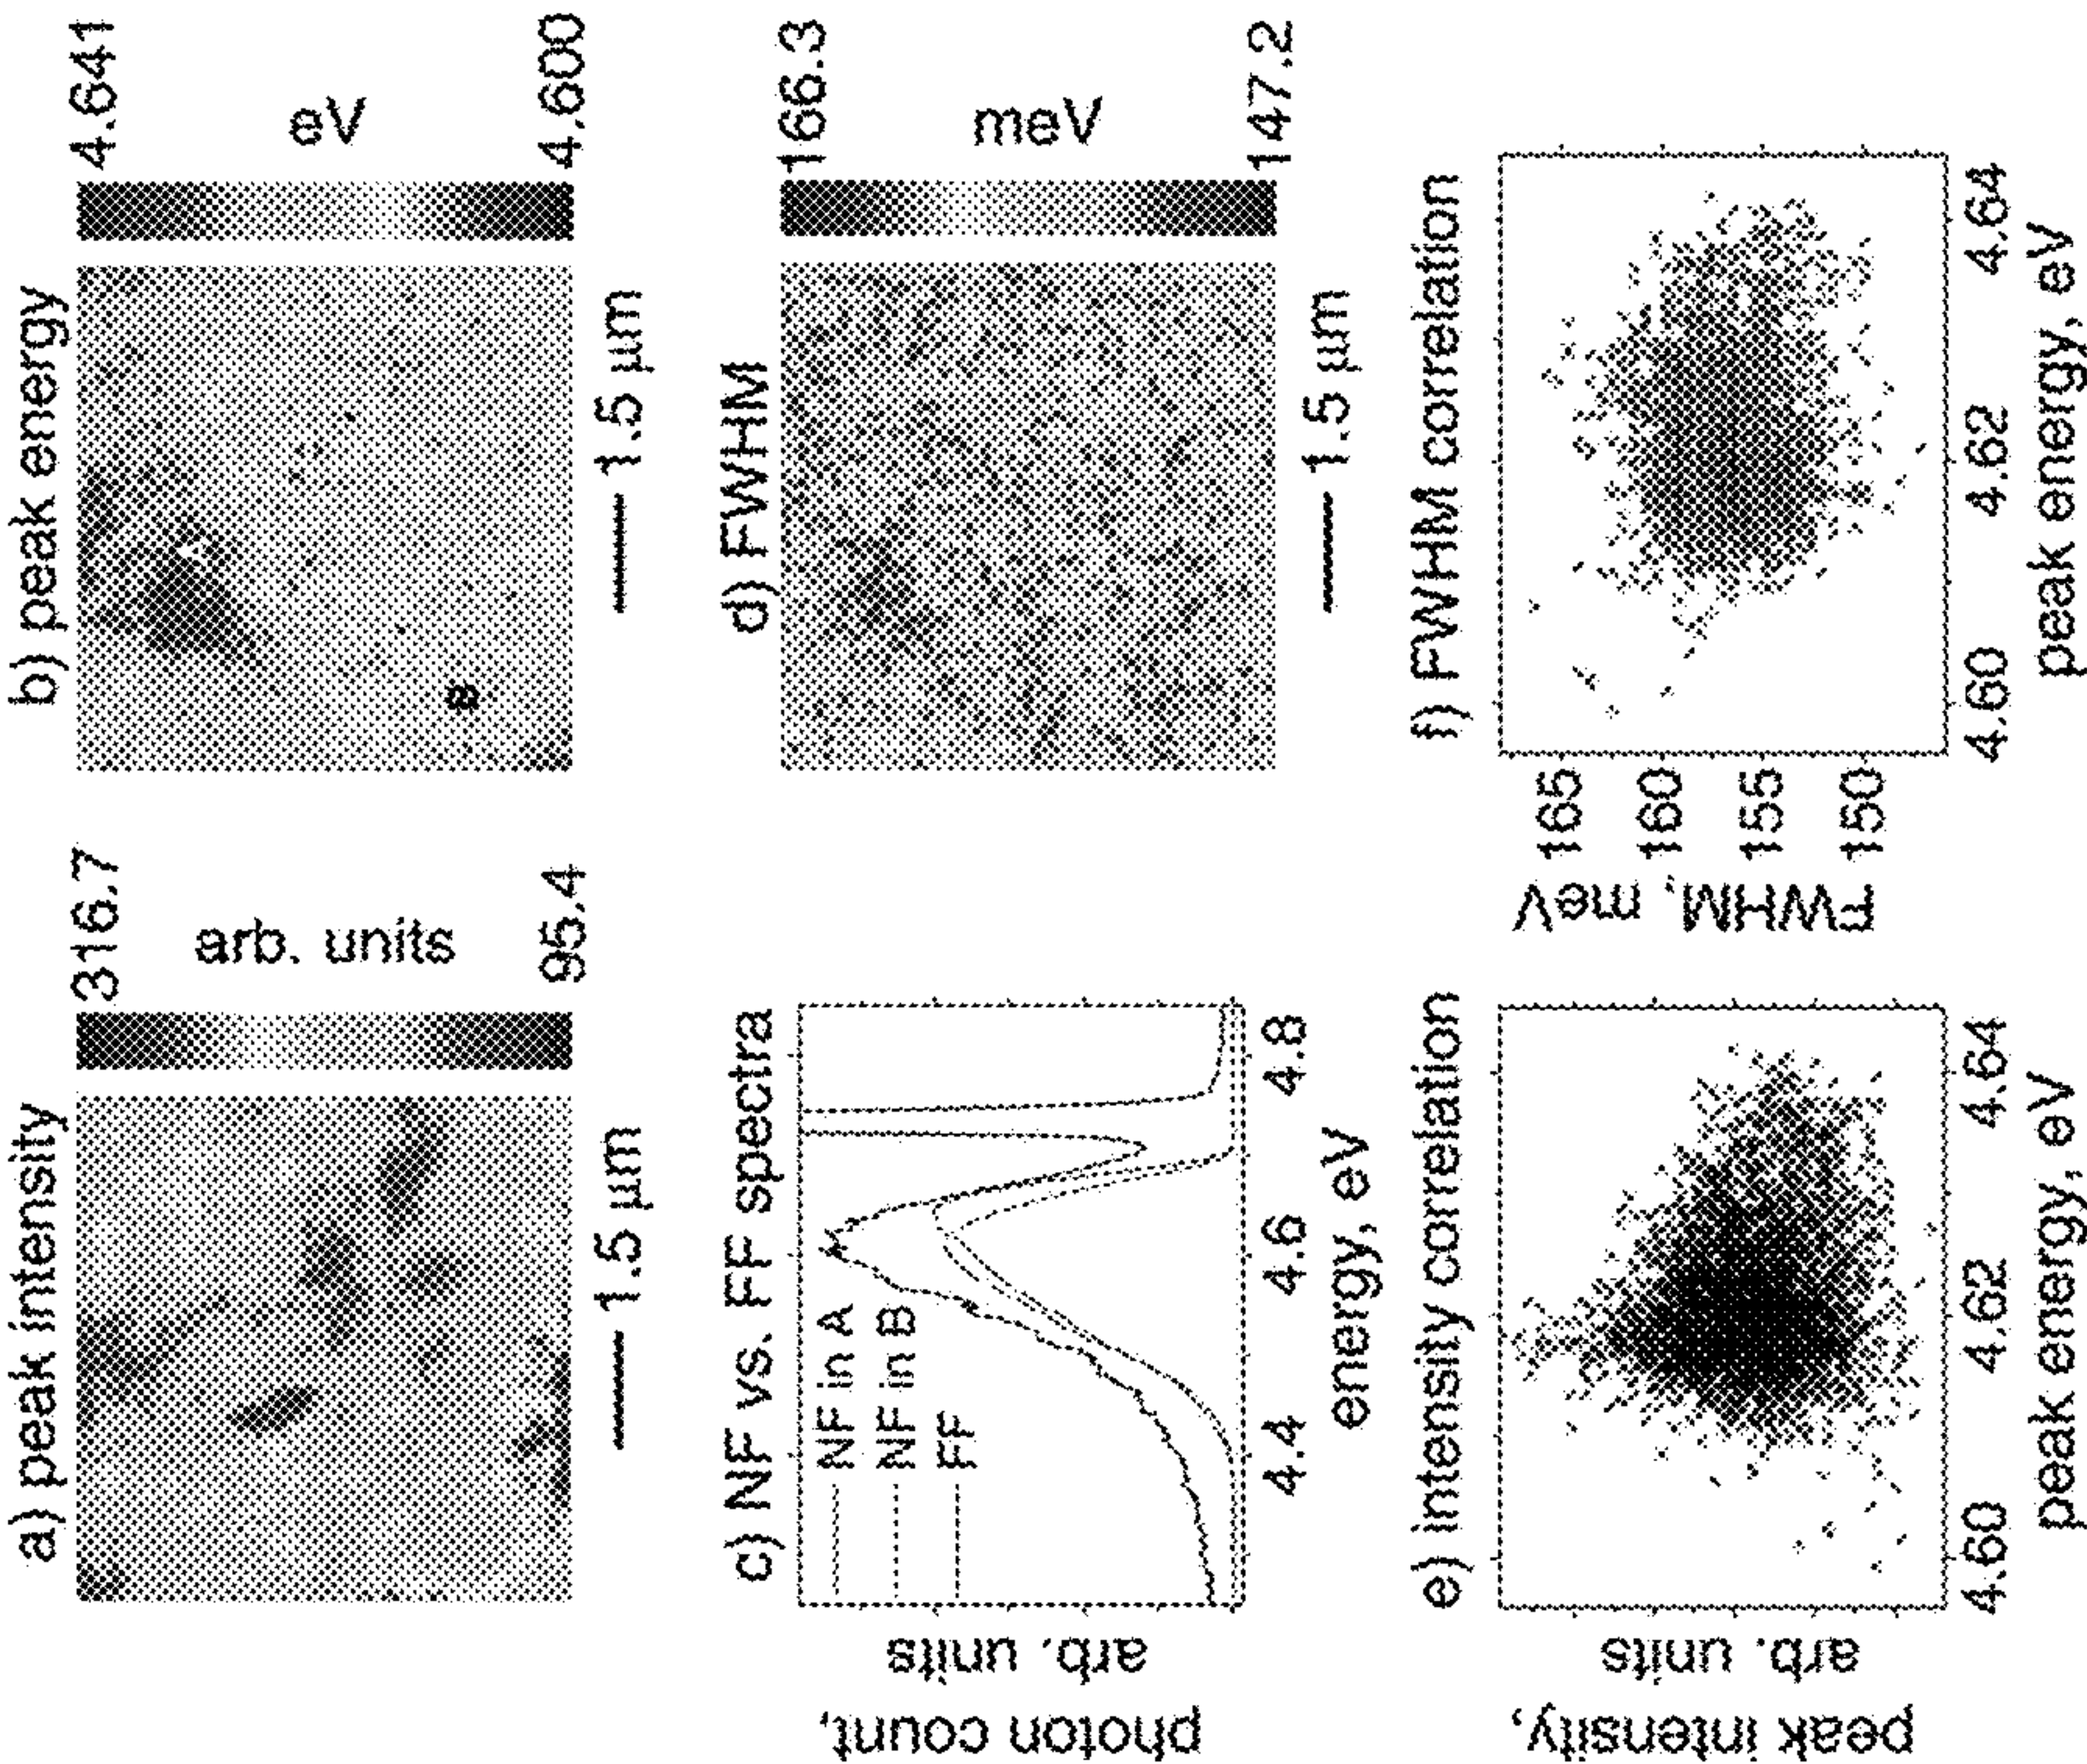 a) peak intensity
316.7
arb. units
95.4
1.5 µm
b) peak energy
4.641
eV
4.600
1.5 µm
c) NF vs. FF spectra
photon count,
arb. units
NF in A
NF in B
FF
4.4 4.6 4.8
energy, eV
d) FWHM
166.3
meV
147.2
1.5 µm
e) intensity correlation
peak intensity,
arb. units
4.60 4.62 4.64
peak energy, eV
f) FWHM correlation
FWHM, meV
165
160
155
150
4.60 4.62 4.64
peak energy, eV